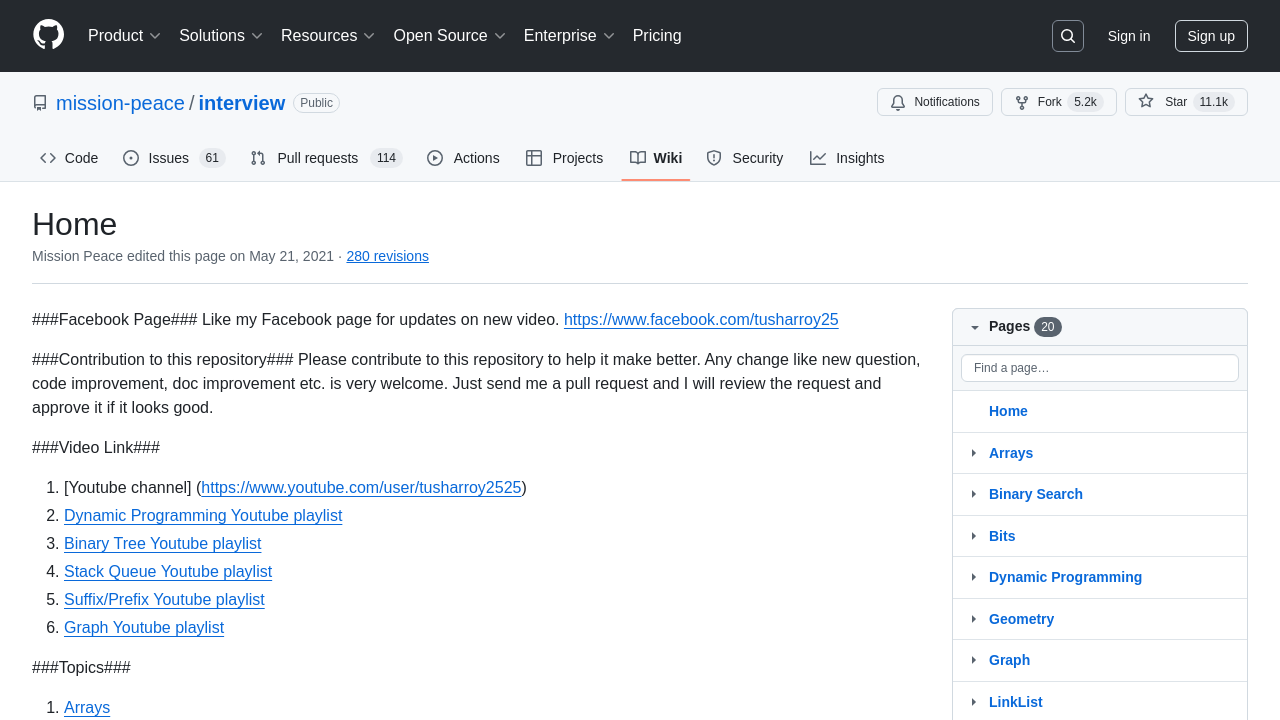 Product Solutions Resources Open Source Enterprise Pricing Sign in Sign up
mission-peace / interview Public Notifications Fork 5.2k Star 11.1k
Code Issues 61 Pull requests 114 Actions Projects Wiki Security Insights
Home
Mission Peace edited this page on May 21, 2021 · 280 revisions
###Facebook Page### Like my Facebook page for updates on new video. https://www.facebook.com/tusharroy25
###Contribution to this repository### Please contribute to this repository to help it make better. Any change like new question,
code improvement, doc improvement etc. is very welcome. Just send me a pull request and I will review the request and
approve it if it looks good.
###Video Link###
1. [Youtube channel] (https://www.youtube.com/user/tusharroy2525)
2. Dynamic Programming Youtube playlist
3. Binary Tree Youtube playlist
4. Stack Queue Youtube playlist
5. Suffix/Prefix Youtube playlist
6. Graph Youtube playlist
###Topics###
1. Arrays
Pages 20
Find a page…
Home
Arrays
Binary Search
Bits
Dynamic Programming
Geometry
Graph
LinkList